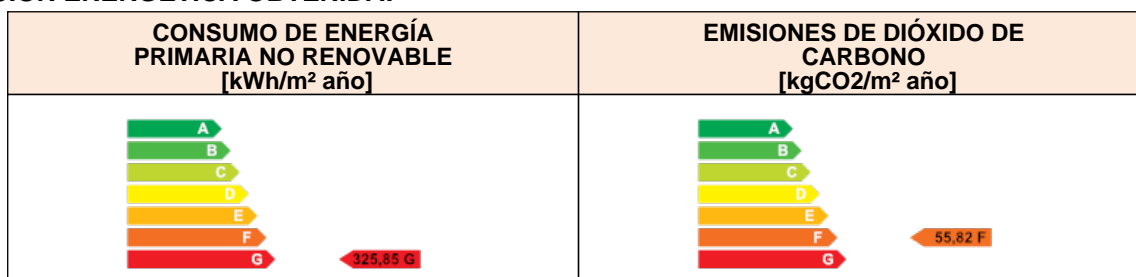 CONSUMO DE ENERGÍA
PRIMARIA NO RENOVABLE
[kWh/m² año]
EMISIONES DE DIÓXIDO DE
CARBONO
[kgCO2/m² año]
A
B
C
D
E
F
G
325,85 G
A
B
C
D
E
F
G
55,82 F